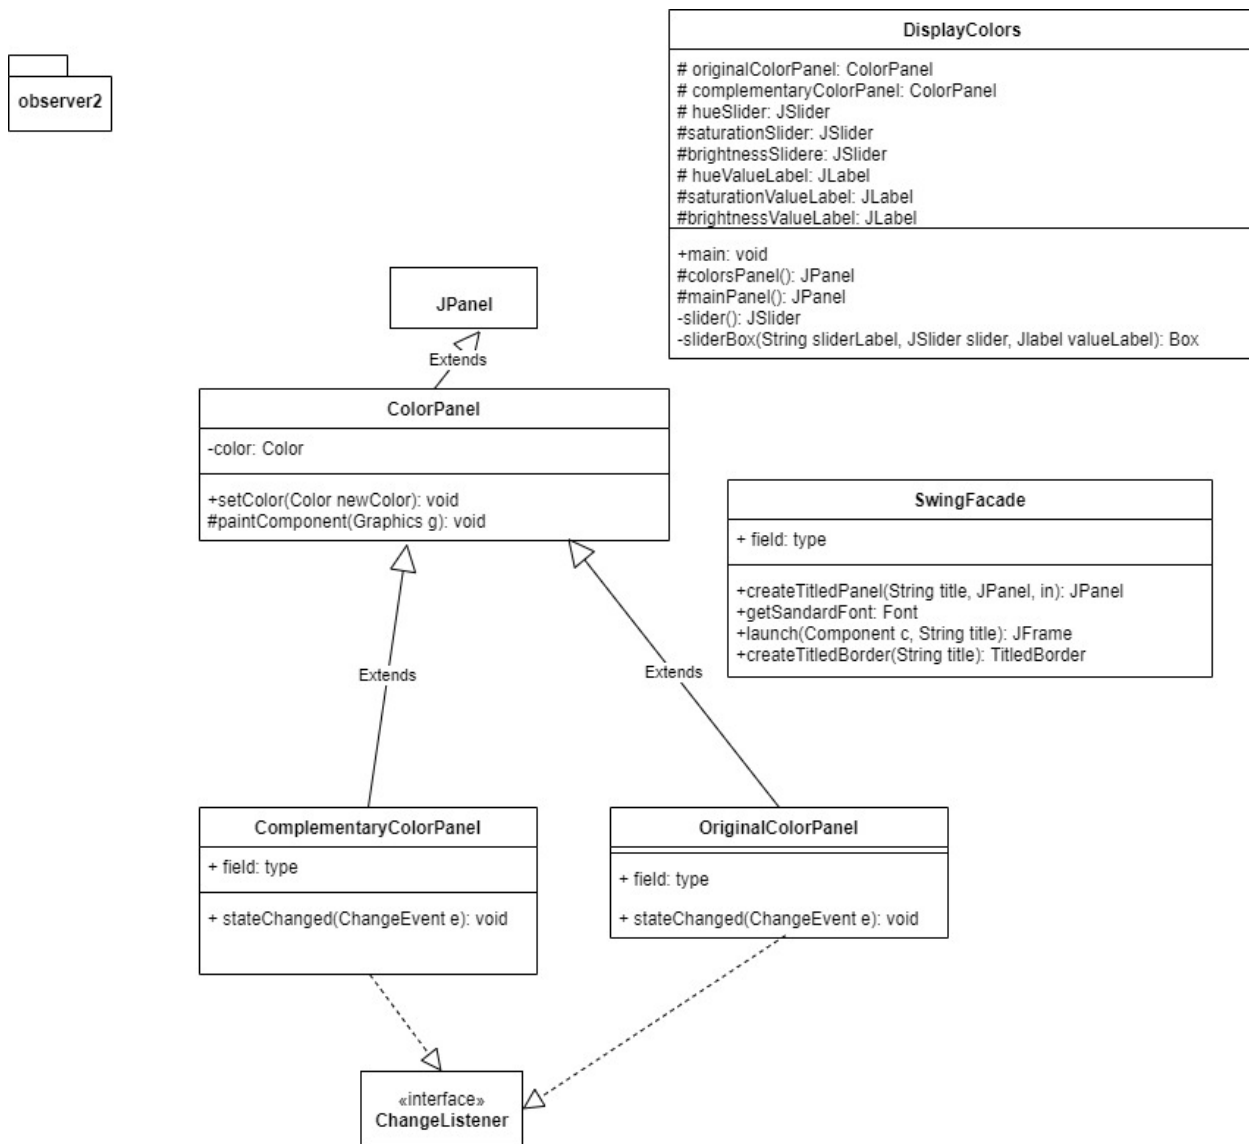 observer2
DisplayColors
# originalColorPanel: ColorPanel
# complementaryColorPanel: ColorPanel
# hueSlider: JSlider
#saturationSlider: JSlider
#brightnessSlidere: JSlider
# hueValueLabel: JLabel
#saturationValueLabel: JLabel
#brightnessValueLabel: JLabel
+main: void
#colorsPanel(): JPanel
#mainPanel(): JPanel
-slider(): JSlider
-sliderBox(String sliderLabel, JSlider slider, Jlabel valueLabel): Box
JPanel
Extends
ColorPanel
-color: Color
+setColor(Color newColor): void
#paintComponent(Graphics g): void
SwingFacade
+ field: type
+createTitledPanel(String title, JPanel, in): JPanel
+getSandardFont: Font
+launch(Component c, String title): JFrame
+createTitledBorder(String title): TitledBorder
Extends
Extends
ComplementaryColorPanel
+ field: type
+ stateChanged(ChangeEvent e): void
OriginalColorPanel
+ field: type
+ stateChanged(ChangeEvent e): void
«interface»
ChangeListener